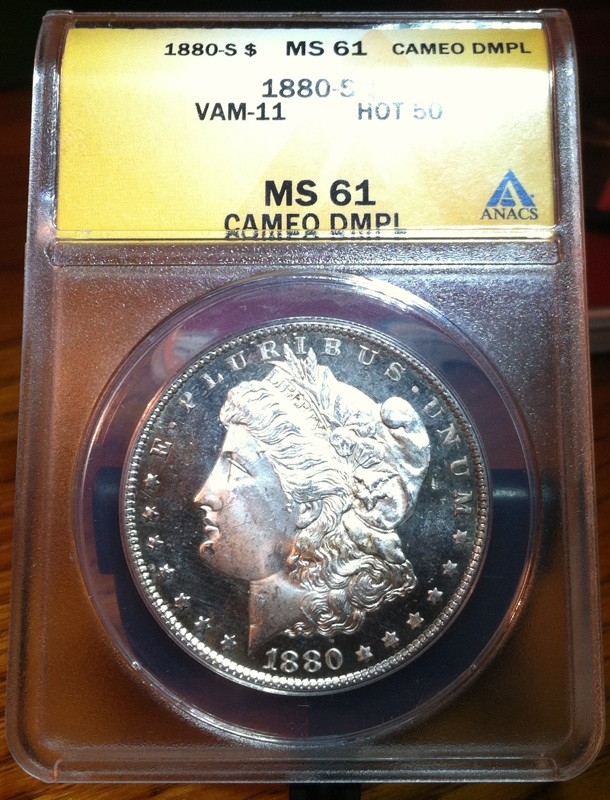 1880-S $ MS 61 CAMEO DMPL
1880-S $
VAM-11 HOT 50
MS 61
CAMEO DMPL
ANACS
E · PLURIBUS · UNUM
1880